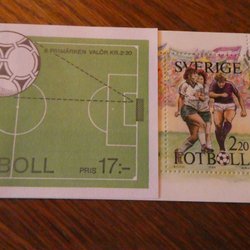 6 FRIMÄRKEN VALÖR KR. 2:20
BOLL
PRIS 17:-
SVERIGE
2.20
FOTBOLL